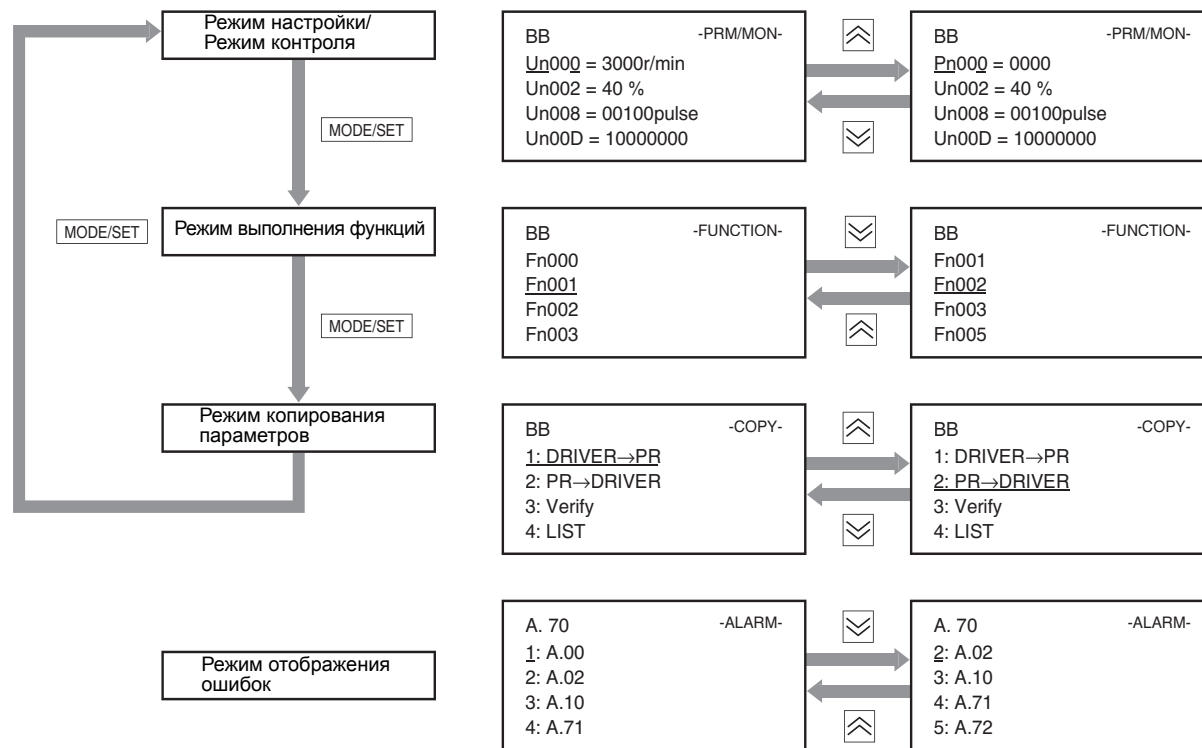 Режим настройки/
Режим контроля
MODE/SET
MODE/SET
Режим выполнения функций
MODE/SET
Режим копирования
параметров
Режим отображения
ошибок
BB -PRM/MON-
Un000 = 3000r/min
Un002 = 40 %
Un008 = 00100pulse
Un00D = 10000000
BB -PRM/MON-
Pn000 = 0000
Un002 = 40 %
Un008 = 00100pulse
Un00D = 10000000
BB -FUNCTION-
Fn000
Fn001
Fn002
Fn003
BB -FUNCTION-
Fn001
Fn002
Fn003
Fn005
BB -COPY-
1: DRIVER→PR
2: PR→DRIVER
3: Verify
4: LIST
BB -COPY-
1: DRIVER→PR
2: PR→DRIVER
3: Verify
4: LIST
A. 70 -ALARM-
1: A.00
2: A.02
3: A.10
4: A.71
A. 70 -ALARM-
2: A.02
3: A.10
4: A.71
5: A.72